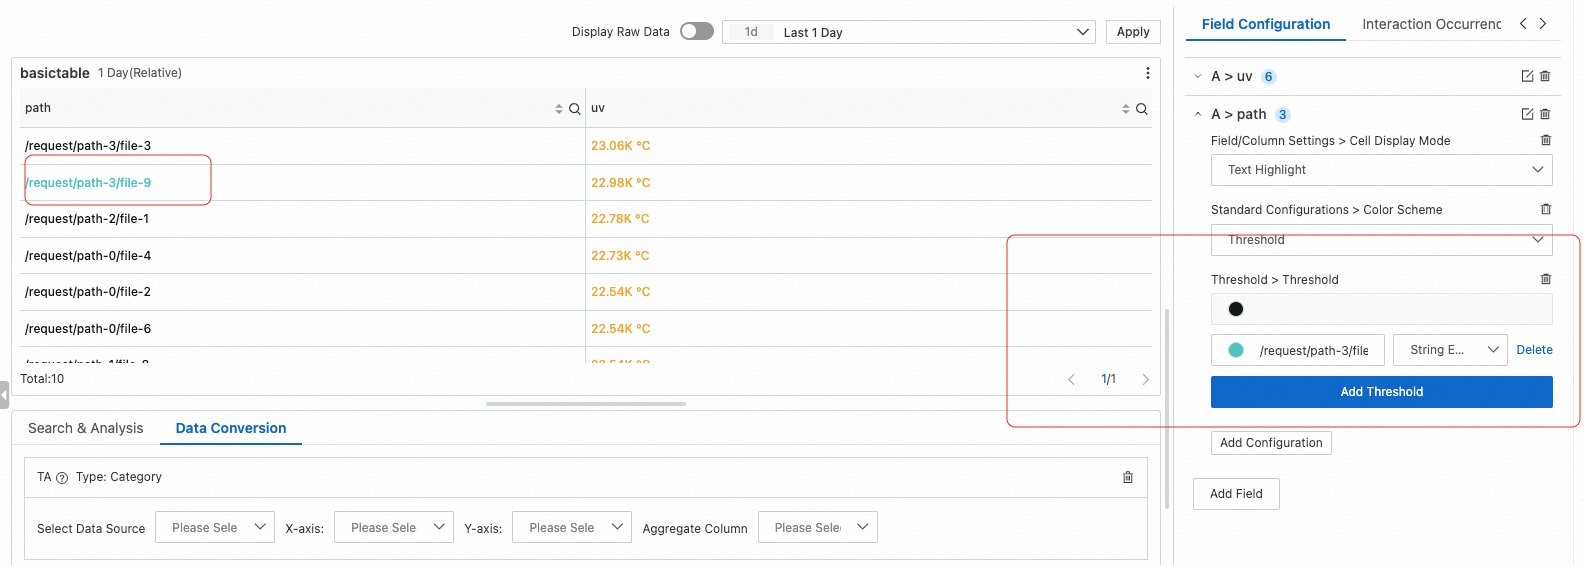 Display Raw Data 1d Last 1 Day Apply
basictable 1 Day(Relative)
path uv
/request/path-3/file-3 23.06K °C
/request/path-3/file-9 22.98K °C
/request/path-2/file-1 22.78K °C
/request/path-0/file-4 22.73K °C
/request/path-0/file-2 22.54K °C
/request/path-0/file-6 22.54K °C
Total:10 1/1
Search & Analysis Data Conversion
TA ? Type: Category
Select Data Source Please Sele X-axis: Please Sele Y-axis: Please Sele Aggregate Column Please Sele
Field Configuration Interaction Occurrenc
A > uv 6
A > path 3
Field/Column Settings > Cell Display Mode
Text Highlight
Standard Configurations > Color Scheme
Threshold
Threshold > Threshold
/request/path-3/file String E... Delete
Add Threshold
Add Configuration
Add Field